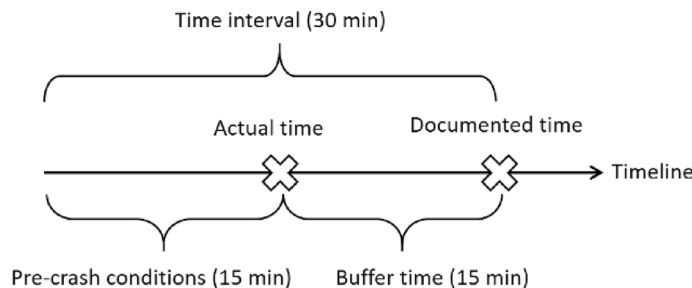 Time interval (30 min)
Actual time
Documented time
Timeline
Pre-crash conditions (15 min)
Buffer time (15 min)